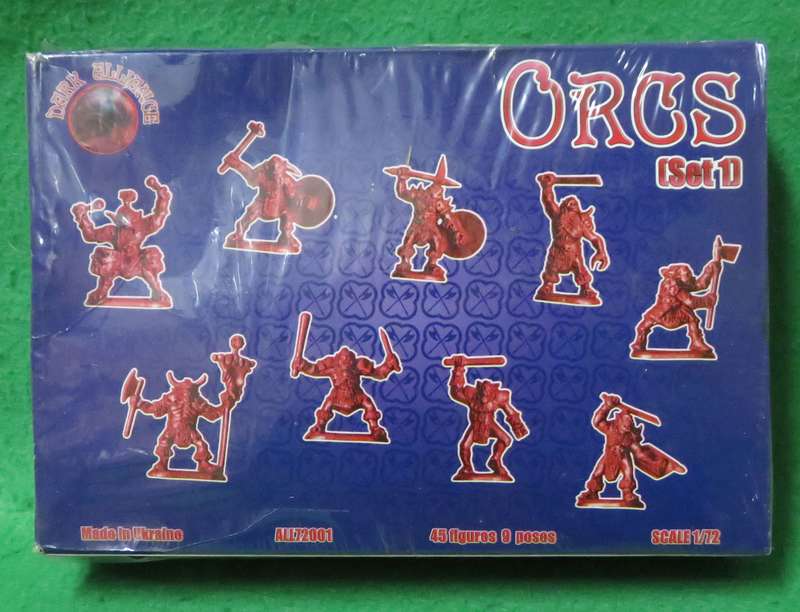 DARK ALLIANCE
ORCS
(Set 1)
Made in Ukraine
ALL72001
45 figures 9 poses
SCALE 1/72